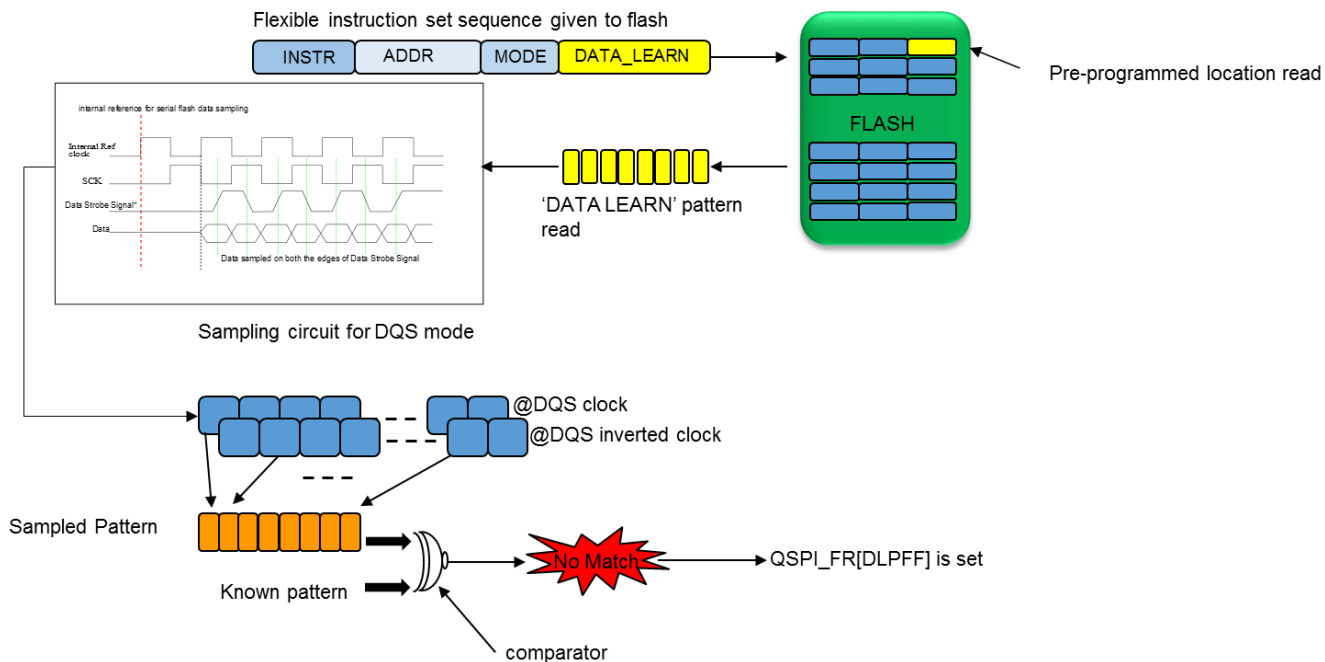 Flexible instruction set sequence given to flash
INSTR
ADDR
MODE
DATA_LEARN
Pre-programmed location read
FLASH
internal reference for serial flash data sampling
Internal Ref
clock
SCK
Data Strobe Signal*
Data
Data sampled on both the edges of Data Strobe Signal
'DATA LEARN' pattern
read
Sampling circuit for DQS mode
@DQS clock
@DQS inverted clock
Sampled Pattern
No Match
QSPI_FR[DLPFF] is set
Known pattern
comparator